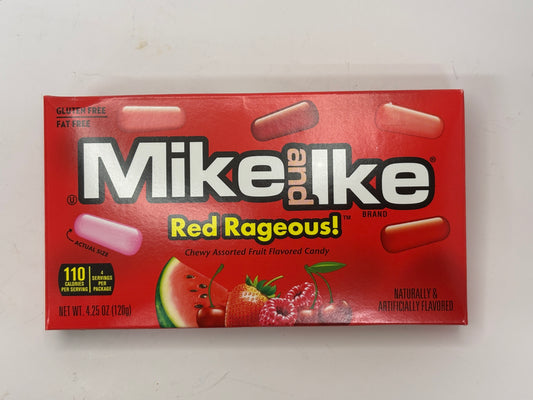 GLUTEN FREE
FAT FREE
Mike and Ike®
BRAND
U
Red Rageous!™
Chewy Assorted Fruit Flavored Candy
ACTUAL SIZE
110
CALORIES
PER SERVING
4
SERVINGS
PER
PACKAGE
NET WT. 4.25 OZ (120g)
NATURALLY &
ARTIFICIALLY FLAVORED